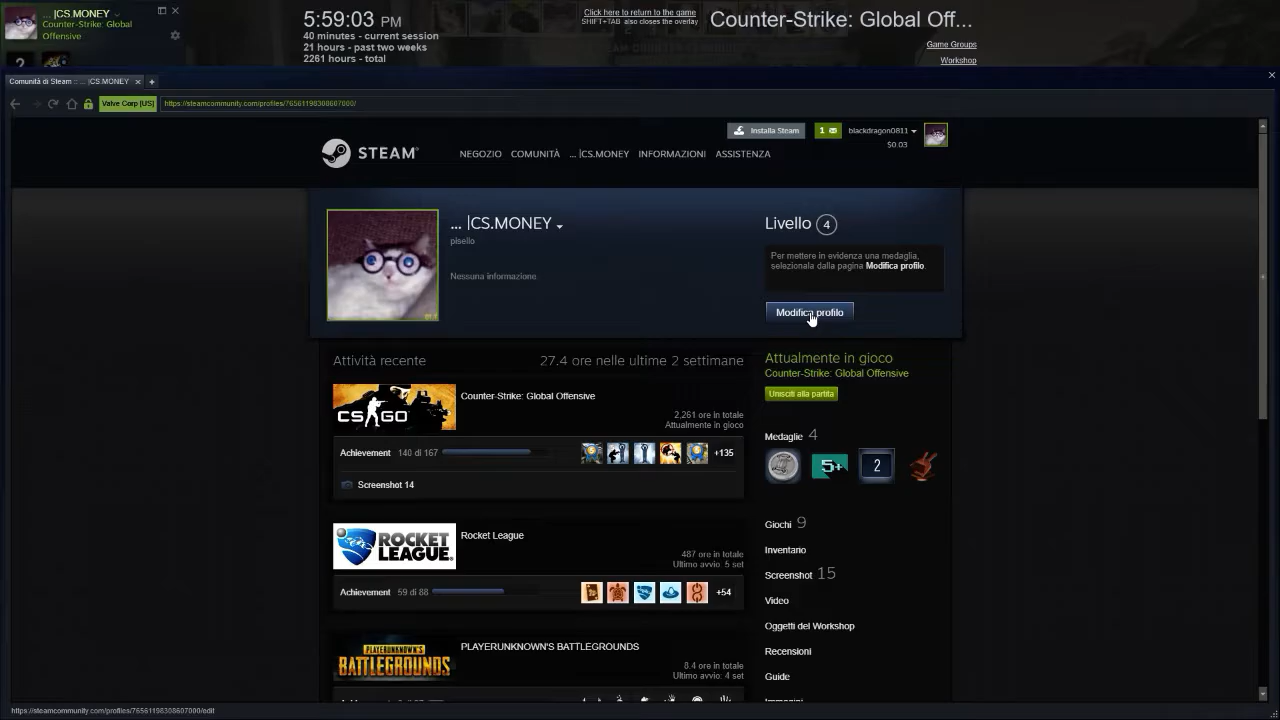 ... |CS.MONEY
Counter-Strike: Global
Offensive
5:59:03 PM
40 minutes - current session
21 hours - past two weeks
2261 hours - total
Click here to return to the game
SHIFT+TAB also closes the overlay
Counter-Strike: Global Off...
Game Groups
Workshop
Comunità di Steam :: ... |CS.MONEY
Valve Corp [US]
https://steamcommunity.com/profiles/76561198308607000/
Installa Steam
1
blackdragon0811
$0.03
STEAM
NEGOZIO COMUNITÀ ... |CS.MONEY INFORMAZIONI ASSISTENZA
... |CS.MONEY
pisello
Nessuna informazione.
Livello 4
Per mettere in evidenza una medaglia,
selezionala dalla pagina Modifica profilo.
Modifica profilo
Attività recente
27.4 ore nelle ultime 2 settimane
CS GO
Counter-Strike: Global Offensive
2,261 ore in totale
Attualmente in gioco
Achievement 140 di 167
+135
Screenshot 14
ROCKET
LEAGUE
Rocket League
487 ore in totale
Ultimo avvio: 5 set
Achievement 59 di 88
+54
PLAYERUNKNOWN'S
BATTLEGROUNDS
PLAYERUNKNOWN'S BATTLEGROUNDS
8.4 ore in totale
Ultimo avvio: 4 set
Attualmente in gioco
Counter-Strike: Global Offensive
Unisciti alla partita
Medaglie 4
5+
2
Giochi 9
Inventario
Screenshot 15
Video
Oggetti del Workshop
Recensioni
Guide
https://steamcommunity.com/profiles/76561198308607000/edit